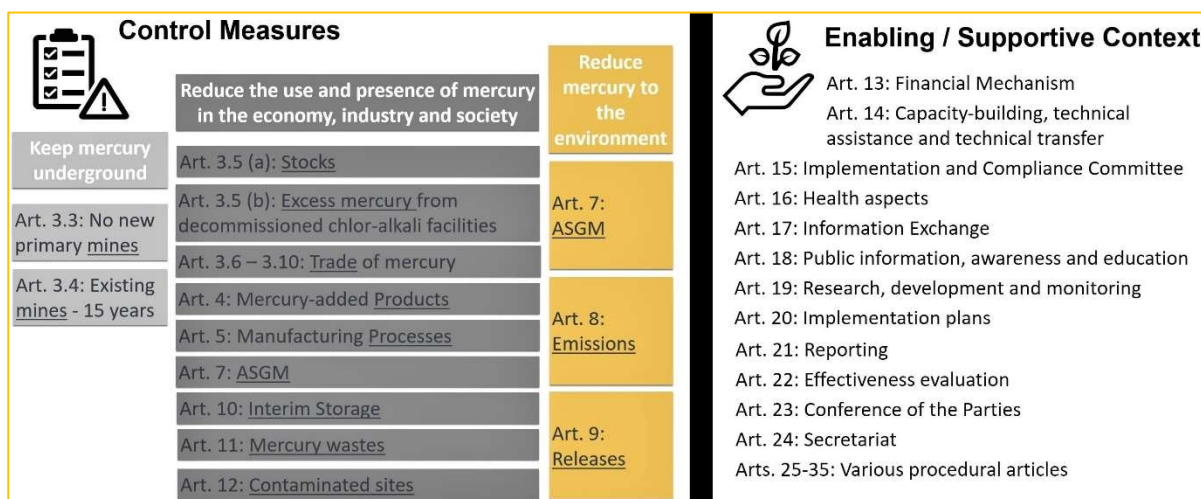 Control Measures
Keep mercury
underground
Art. 3.3: No new
primary mines
Art. 3.4: Existing
mines - 15 years
Reduce the use and presence of mercury
in the economy, industry and society
Art. 3.5 (a): Stocks
Art. 3.5 (b): Excess mercury from
decommissioned chlor-alkali facilities
Art. 3.6 – 3.10: Trade of mercury
Art. 4: Mercury-added Products
Art. 5: Manufacturing Processes
Art. 7: ASGM
Art. 10: Interim Storage
Art. 11: Mercury wastes
Art. 12: Contaminated sites
Reduce
mercury to
the
environment
Art. 7:
ASGM
Art. 8:
Emissions
Art. 9:
Releases
Enabling / Supportive Context
Art. 13: Financial Mechanism
Art. 14: Capacity-building, technical
assistance and technical transfer
Art. 15: Implementation and Compliance Committee
Art. 16: Health aspects
Art. 17: Information Exchange
Art. 18: Public information, awareness and education
Art. 19: Research, development and monitoring
Art. 20: Implementation plans
Art. 21: Reporting
Art. 22: Effectiveness evaluation
Art. 23: Conference of the Parties
Art. 24: Secretariat
Arts. 25-35: Various procedural articles